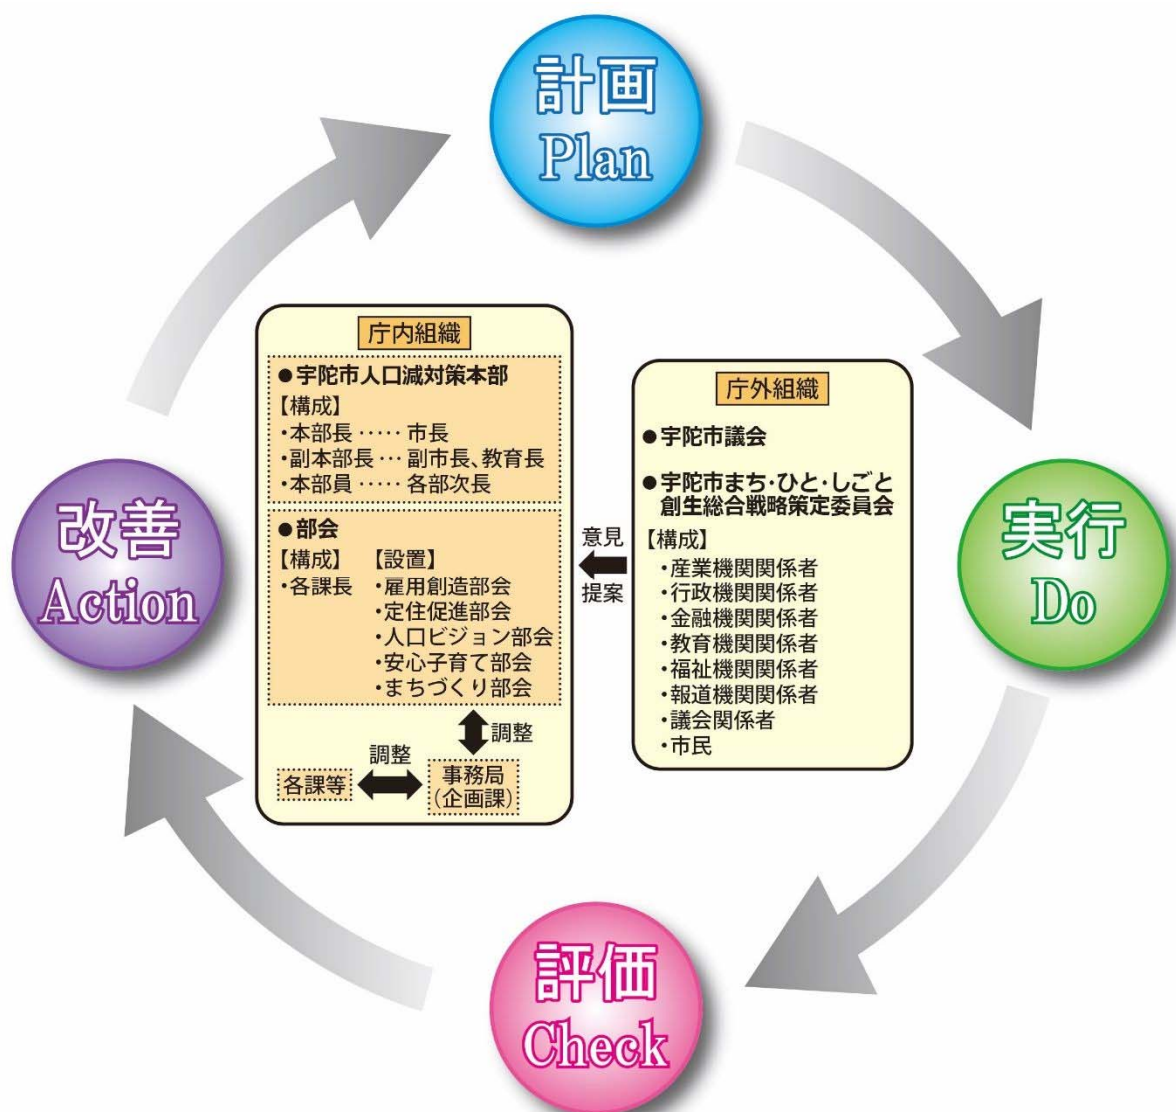 計画
Plan
実行
Do
評価
Check
改善
Action
庁内組織
●宇陀市人口減対策本部
【構成】
・本部長‥‥‥市長
・副本部長‥・副市長、教育長
・本部員‥‥‥各部次長
●部会
【構成】 【設置】
・各課長 ・雇用創造部会
・定住促進部会
・人口ビジョン部会
・安心子育て部会
・まちづくり部会
調整
調整
各課等
事務局
(企画課)
意見
提案
庁外組織
●宇陀市議会
●宇陀市まち・ひと・しごと
創生総合戦略策定委員会
【構成】
・産業機関関係者
・行政機関関係者
・金融機関関係者
・教育機関関係者
・福祉機関関係者
・報道機関関係者
・議会関係者
・市民